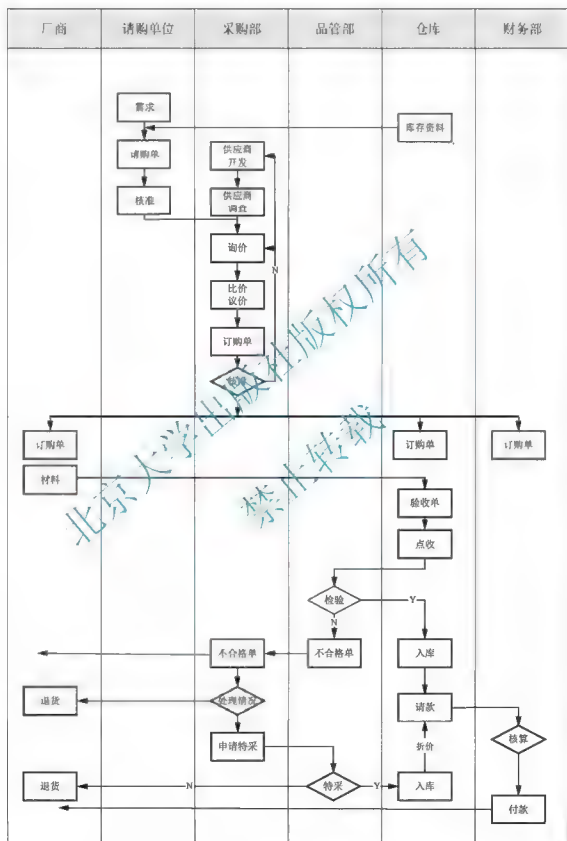 厂商
请购单位
采购部
品管部
仓库
财务部
需求
库存资料
请购单
供应商
开发
核准
供应商
调查
询价
N
比价
议价
订购单
核准
订购单
订购单
订购单
材料
验收单
点收
检验
Y
N
不合格单
不合格单
入库
退货
处理情况
请款
核算
申请特采
折价
退货
N
特采
Y
入库
付款
北京大学出版社版权所有
禁止转载